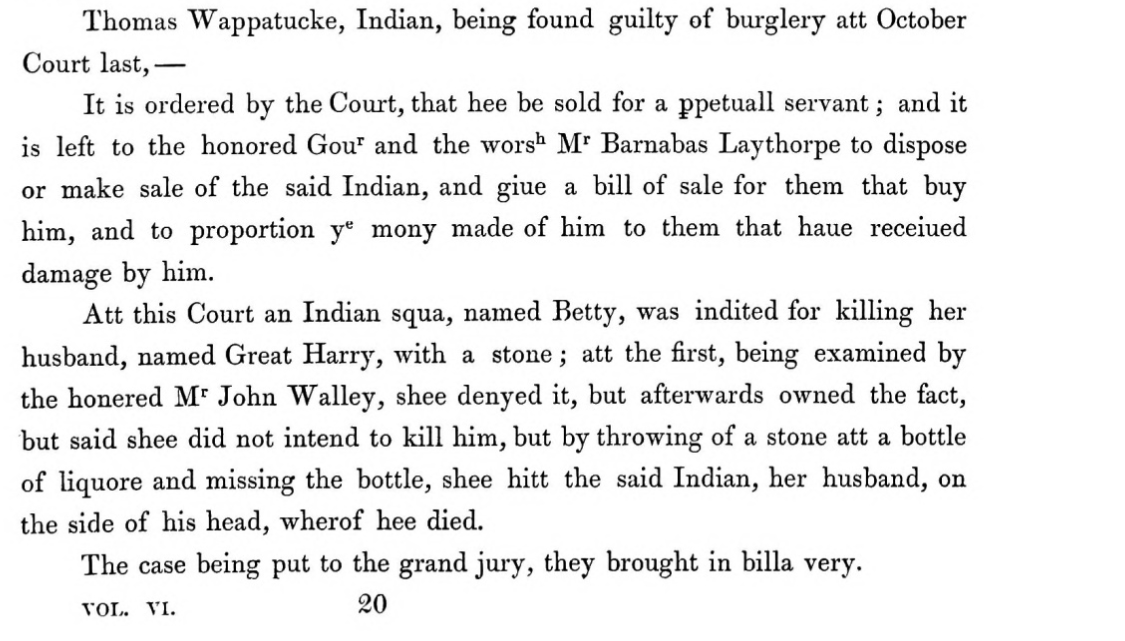 Thomas Wappatucke, Indian, being found guilty of burglery att October
Court last, —
It is ordered by the Court, that hee be sold for a ꝑpetuall servant ; and it
is left to the honored Gouʳ and the worsʰ Mʳ Barnabas Laythorpe to dispose
or make sale of the said Indian, and giue a bill of sale for them that buy
him, and to proportion yᵉ mony made of him to them that haue receiued
damage by him.
Att this Court an Indian squa, named Betty, was indited for killing her
husband, named Great Harry, with a stone ; att the first, being examined by
the honered Mʳ John Walley, shee denyed it, but afterwards owned the fact,
but said shee did not intend to kill him, but by throwing of a stone att a bottle
of liquore and missing the bottle, shee hitt the said Indian, her husband, on
the side of his head, wherof hee died.
The case being put to the grand jury, they brought in billa very.
VOL. VI. 20